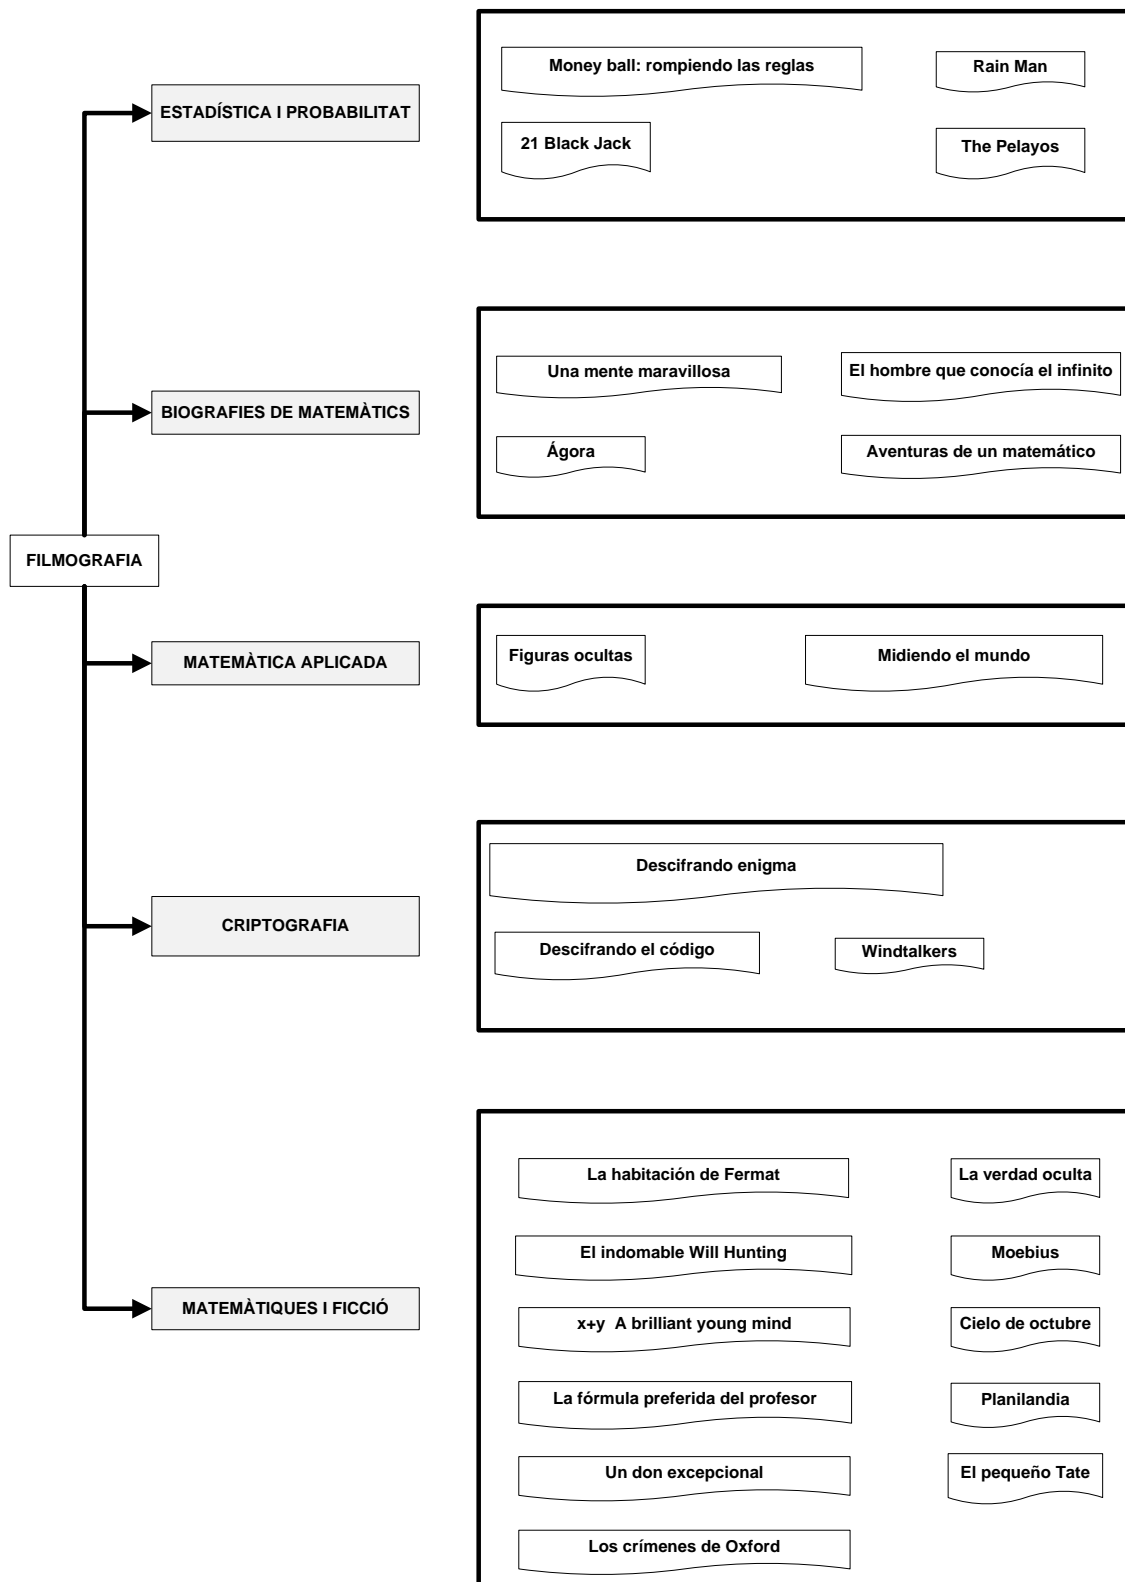 FILMOGRAFIA
ESTADÍSTICA I PROBABILITAT
Money ball: rompiendo las reglas
Rain Man
21 Black Jack
The Pelayos
BIOGRAFIES DE MATEMÀTICS
Una mente maravillosa
El hombre que conocía el infinito
Ágora
Aventuras de un matemático
MATEMÀTICA APLICADA
Figuras ocultas
Midiendo el mundo
CRIPTOGRAFIA
Descifrando enigma
Descifrando el código
Windtalkers
MATEMÀTIQUES I FICCIÓ
La habitación de Fermat
La verdad oculta
El indomable Will Hunting
Moebius
x+y A brilliant young mind
Cielo de octubre
La fórmula preferida del profesor
Planilandia
Un don excepcional
El pequeño Tate
Los crímenes de Oxford